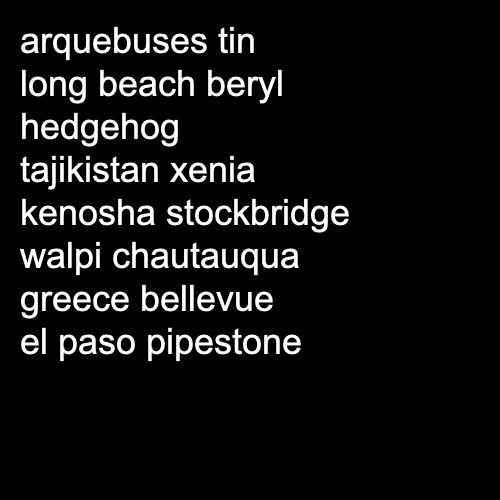 arquebuses tin
long beach beryl
hedgehog
tajikistan xenia
kenosha stockbridge
walpi chautauqua
greece bellevue
el paso pipestone